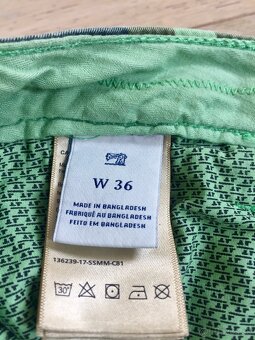 W 36
MADE IN BANGLADESH
FABRIQUÉ AU BANGLADESH
FEITO EM BANGLADESH
136239-17-SSMM-C81
30°